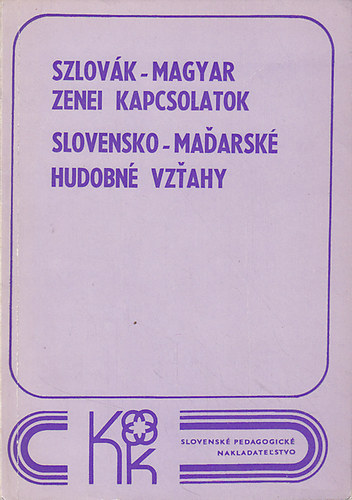 SZLOVÁK - MAGYAR
ZENEI KAPCSOLATOK
SLOVENSKO - MAĎARSKÉ
HUDOBNÉ VZŤAHY
SLOVENSKÉ PEDAGOGICKÉ
NAKLADATEĽSTVO